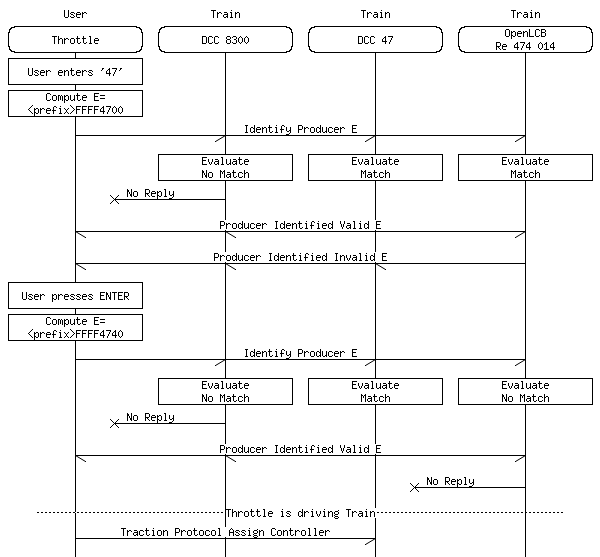 User Train Train Train
Throttle DCC 8300 DCC 47 OpenLCB
Re 474 014
User enters '47'
Compute E=
<prefix>FFFF4700
Identify Producer E
Evaluate Evaluate Evaluate
No Match Match Match
No Reply
Producer Identified Valid E
Producer Identified Invalid E
User presses ENTER
Compute E=
<prefix>FFFF4740
Identify Producer E
Evaluate Evaluate Evaluate
No Match Match No Match
No Reply
Producer Identified Valid E
No Reply
Throttle is driving Train
Traction Protocol Assign Controller